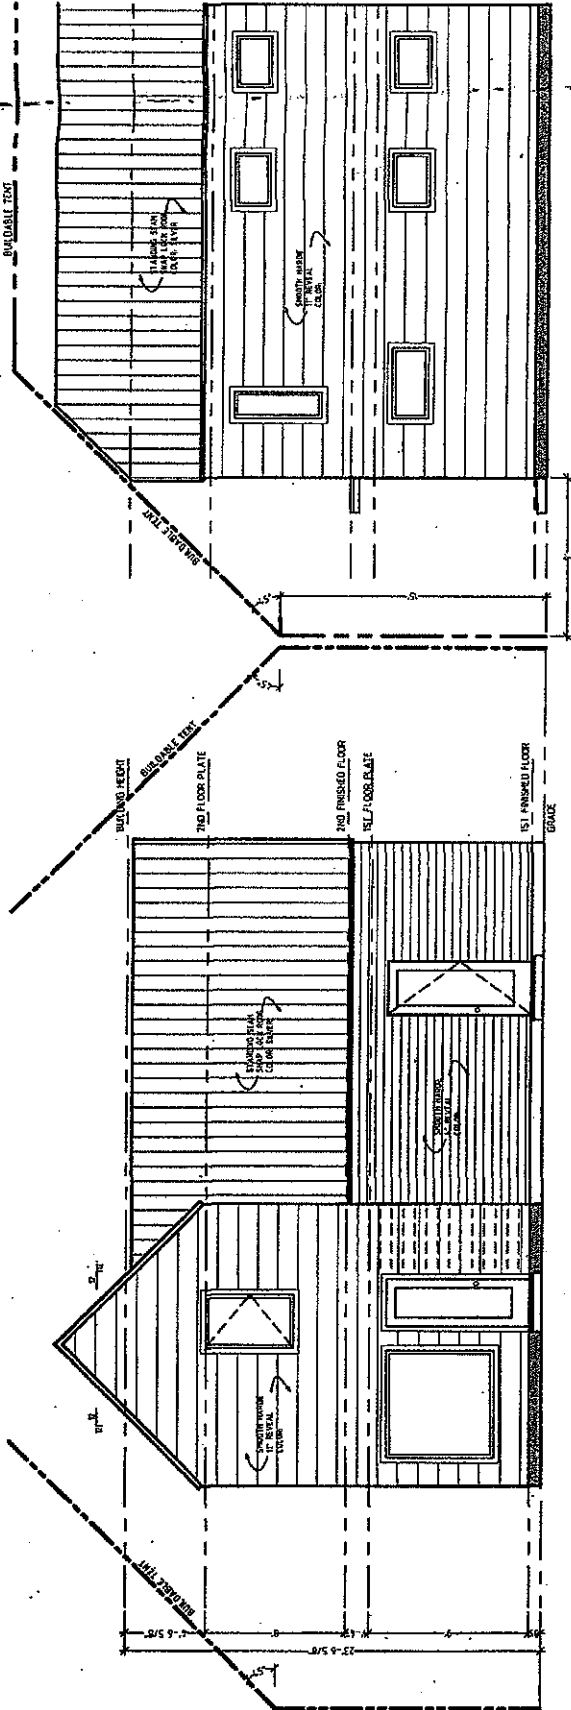 BUILDABLE TENT
STANDING SEAM
SNAP LOCK ROOF
COLOR: SILVER
SMOOTH HARDIE
11" REVEAL
COLOR:
BUILDABLE TENT
45°
15'
45°
BUILDABLE TENT
BUILDING HEIGHT
2ND FLOOR PLATE
2ND FINISHED FLOOR
1ST FLOOR PLATE
1ST FINISHED FLOOR
GRADE
STANDING SEAM
SNAP LOCK ROOF
COLOR: SILVER
SMOOTH HARDIE
REVEAL
COLOR:
12
12
12
12
SMOOTH HARDIE
11" REVEAL
COLOR:
BUILDABLE TENT
45°
8'
9'
23'-6 5/8"